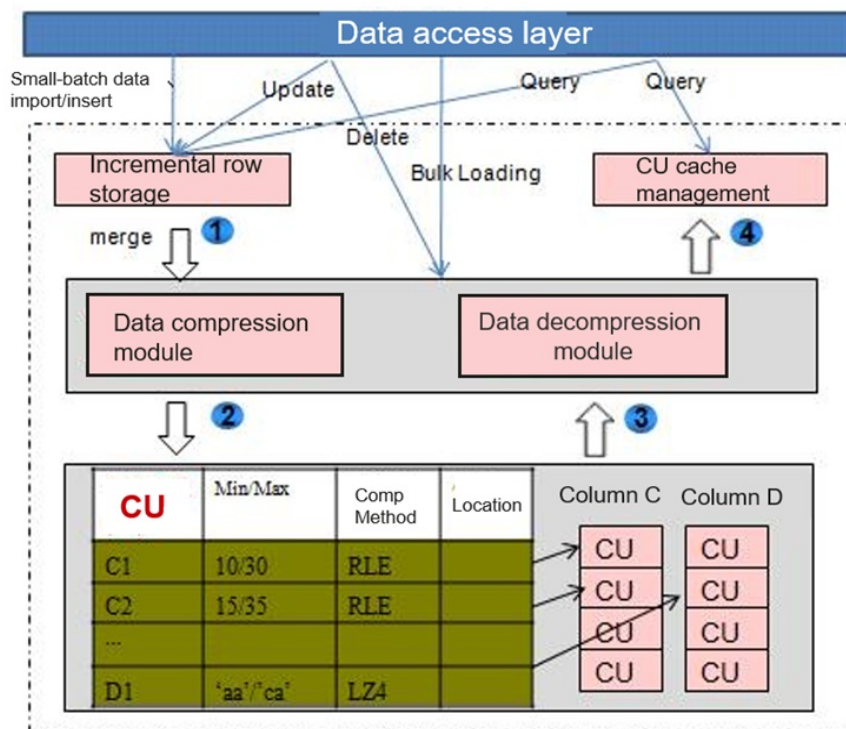 Data access layer
Small-batch data
import/insert
Update
Query
Query
Delete
Bulk Loading
Incremental row
storage
CU cache
management
merge
1
4
Data compression
module
Data decompression
module
2
3
CU
Min/Max
Comp
Method
Location
Column C
Column D
C1
10/30
RLE
C2
15/35
RLE
...
D1
‘aa’/’ca’
LZ4
CU
CU
CU
CU
CU
CU
CU
CU